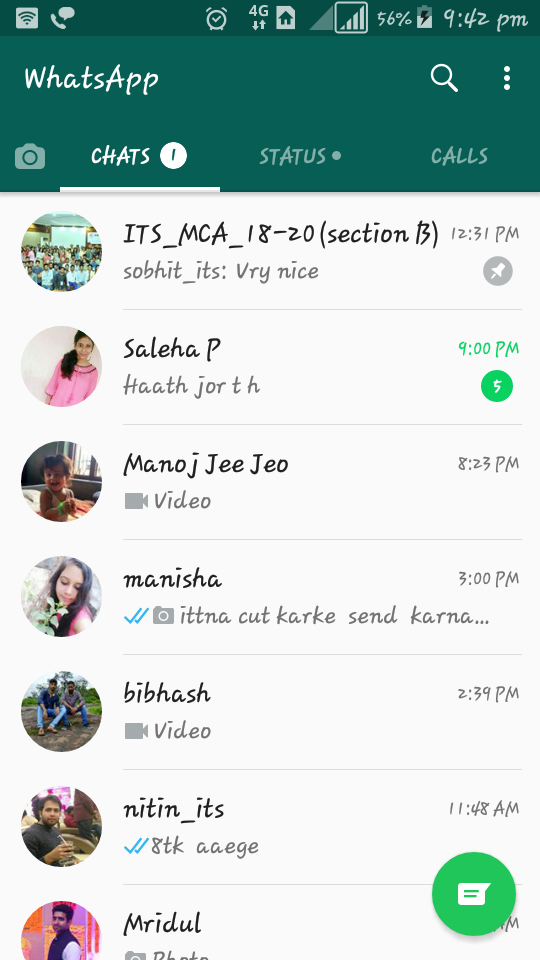 4G 56% 9:42 pm
WhatsApp
CHATS 1 STATUS CALLS
ITS_MCA_18-20(section B) 12:31 PM
sobhit_its: Vry nice
Saleha P 9:00 PM
Haath jor t h 5
Manoj Jee Jeo 8:23 PM
Video
manisha 3:00 PM
ittna cut karke send karna...
bibhash 2:39 PM
Video
nitin_its 11:48 AM
8tk aaege
Mridul
Photo